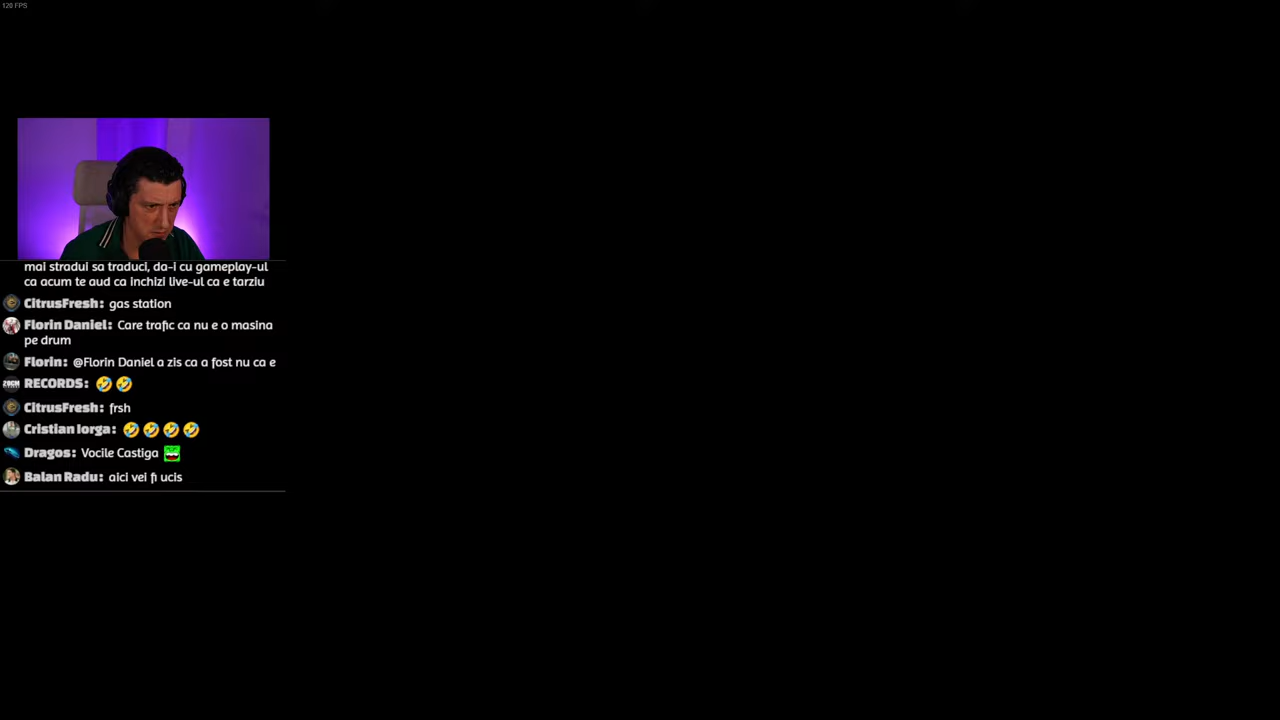 120 FPS
mai stradui sa traduci, da-i cu gameplay-ul
ca acum te aud ca inchizi live-ul ca e tarziu
CitrusFresh: gas station
Florin Daniel: Care trafic ca nu e o masina
pe drum
Florin: @Florin Daniel a zis ca a fost nu ca e
RECORDS: 🤣 🤣
CitrusFresh: frsh
Cristian Iorga: 🤣 🤣 🤣 🤣
Dragos: Vocile Castiga
Balan Radu: aici vei fi ucis